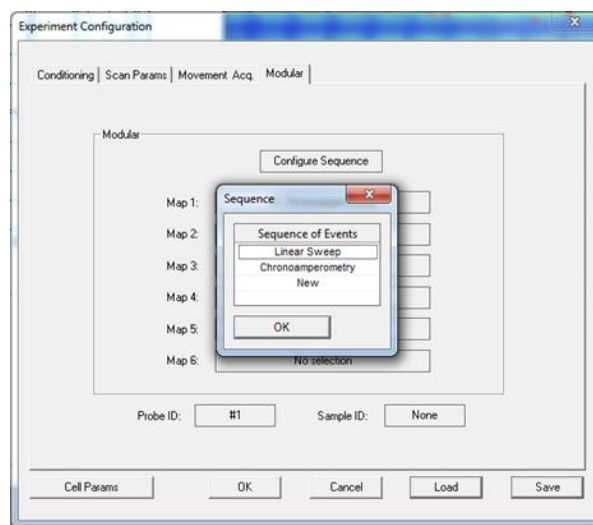 Experiment Configuration
Conditioning Scan Params Movement Acq. Modular
Modular
Configure Sequence
Sequence
Map 1:
Sequence of Events
Map 2:
Linear Sweep
Map 3:
Chronoamperometry
New
Map 4:
OK
Map 5:
Map 6: No selection
Probe ID: #1 Sample ID: None
Cell Params OK Cancel Load Save